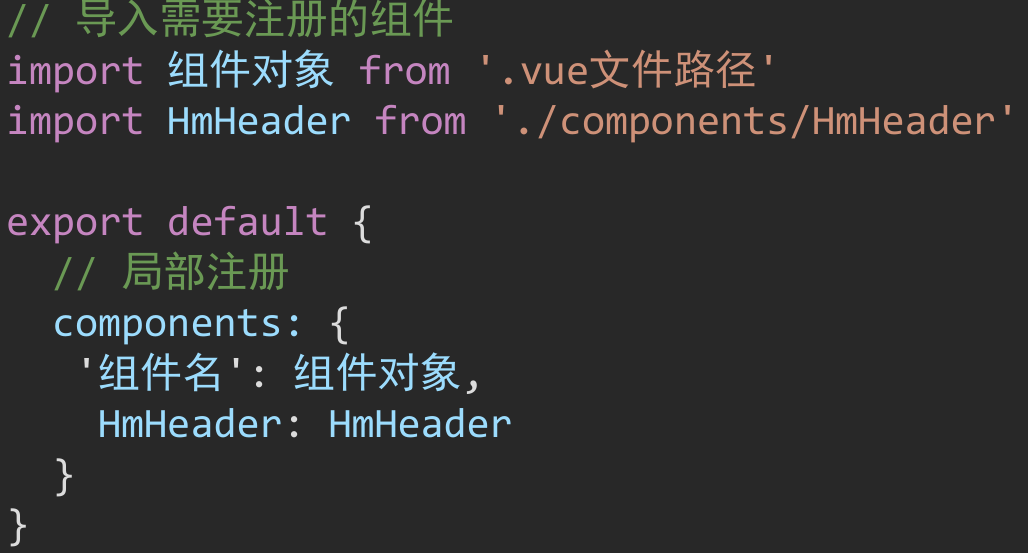 // 导入需要注册的组件
import 组件对象 from '.vue文件路径'
import HmHeader from './components/HmHeader'
export default {
// 局部注册
components: {
'组件名': 组件对象,
HmHeader: HmHeader
}
}